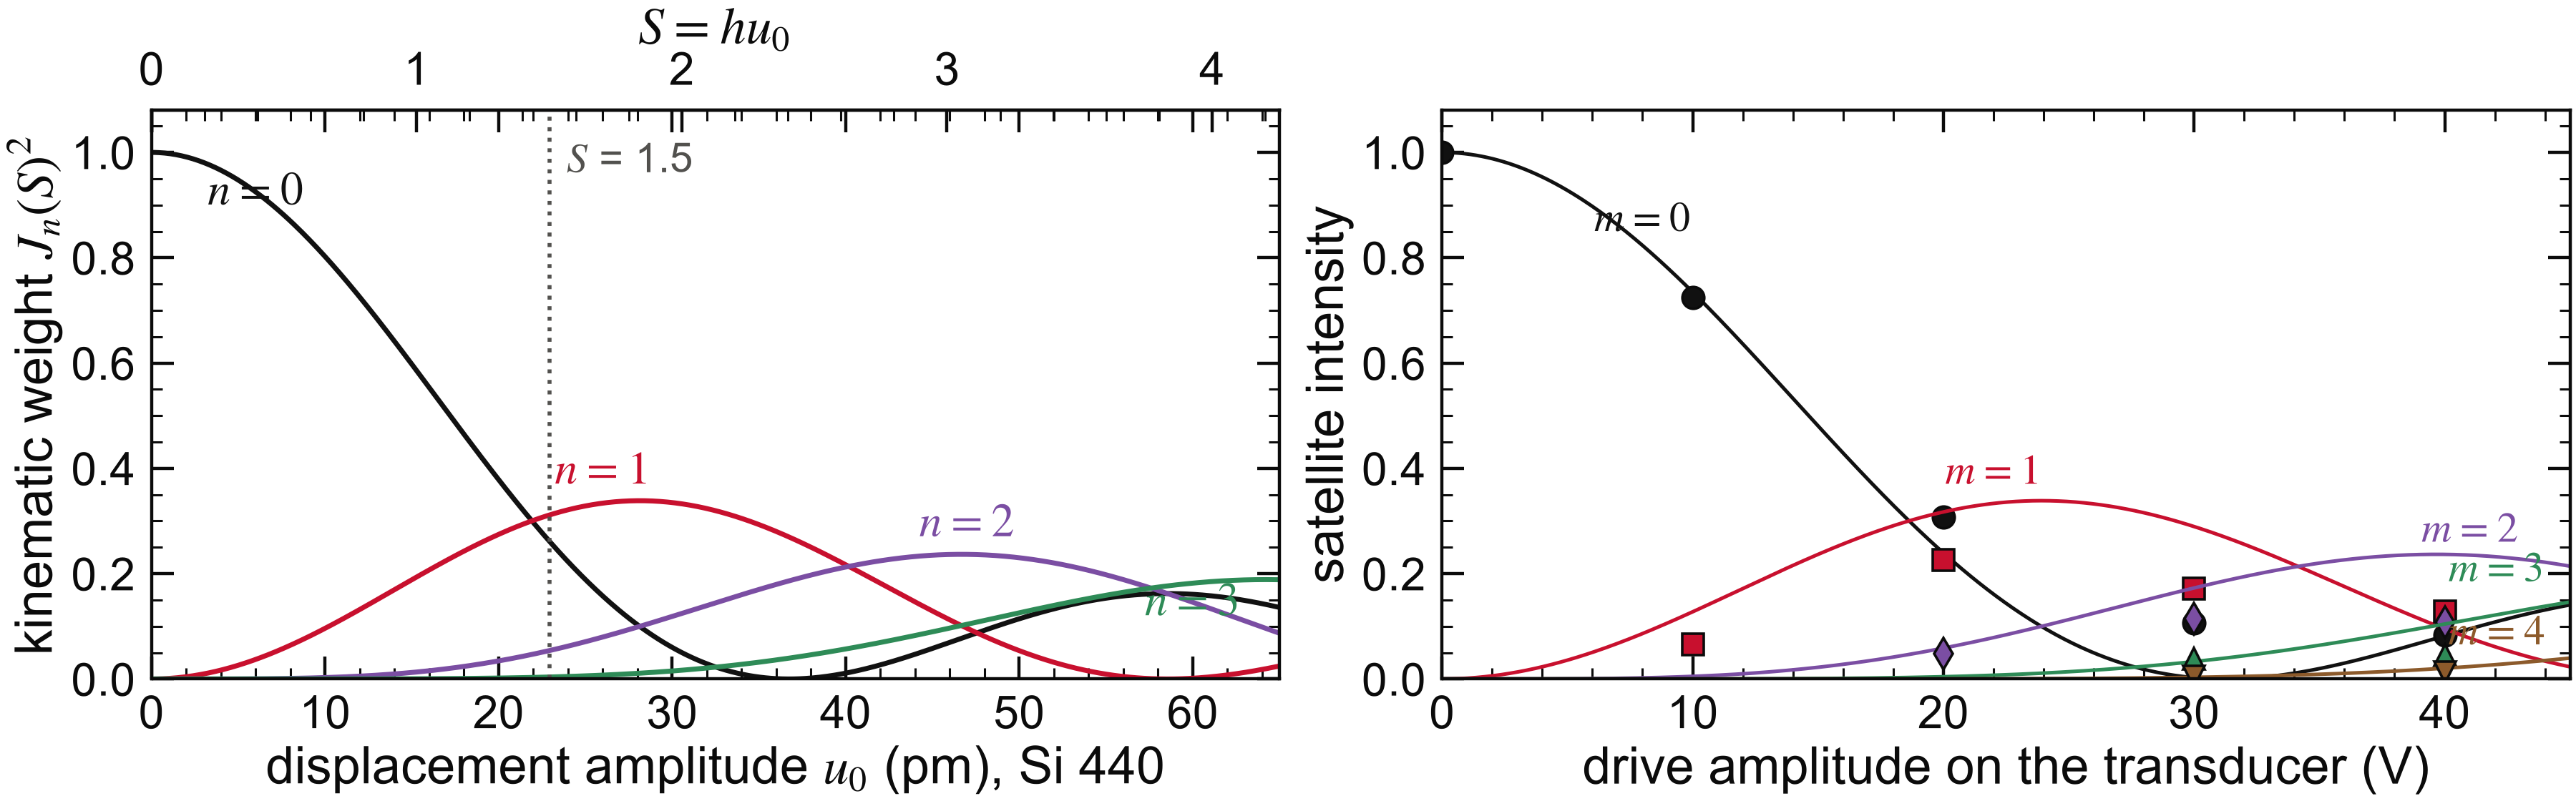 S = hu₀
0 1 2 3 4
kinematic weight Jₙ(S)²
1.0
0.8
0.6
0.4
0.2
0.0
n = 0
S = 1.5
n = 1
n = 2
n = 3
0 10 20 30 40 50 60
displacement amplitude u₀ (pm), Si 440
satellite intensity
1.0
0.8
0.6
0.4
0.2
0.0
m = 0
m = 1
m = 2
m = 3
m = 4
0 10 20 30 40
drive amplitude on the transducer (V)